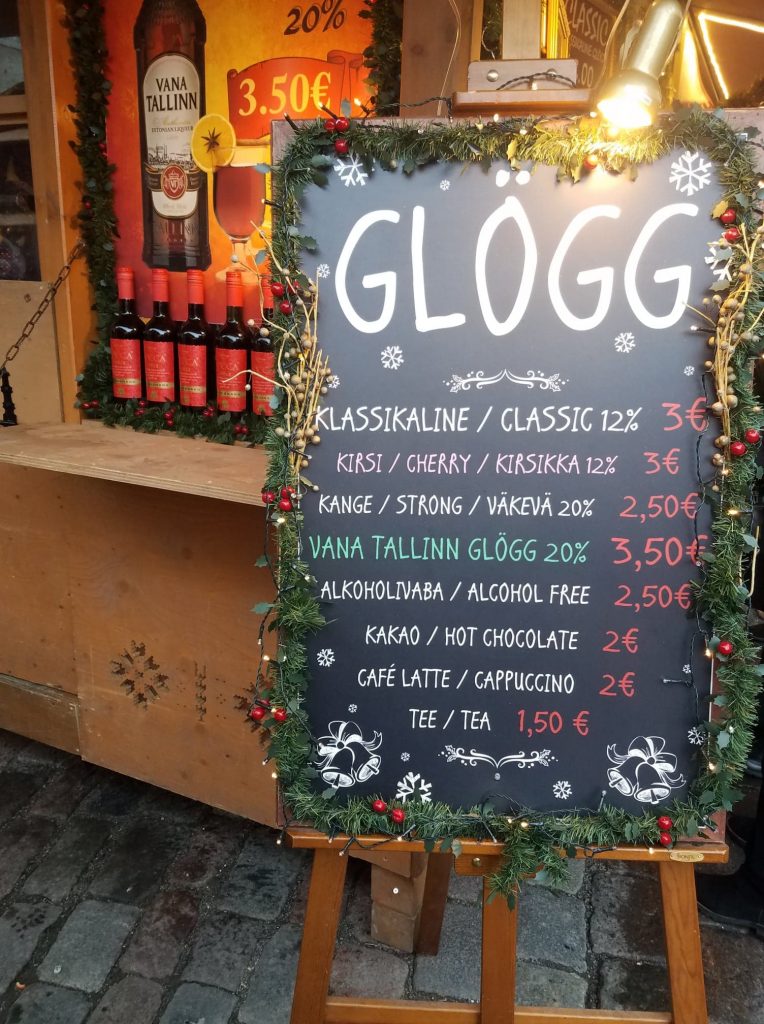 20%
VANA
TALLINN
3.50€
CLASSIC
GLÖGG
KLASSIKALINE / CLASSIC 12% 3€
KIRSI / CHERRY / KIRSIKKA 12% 3€
KANGE / STRONG / VÄKEVÄ 20% 2,50€
VANA TALLINN GLÖGG 20% 3,50€
ALKOHOLIVABA / ALCOHOL FREE 2,50€
KAKAO / HOT CHOCOLATE 2€
CAFÉ LATTE / CAPPUCCINO 2€
TEE / TEA 1,50 €